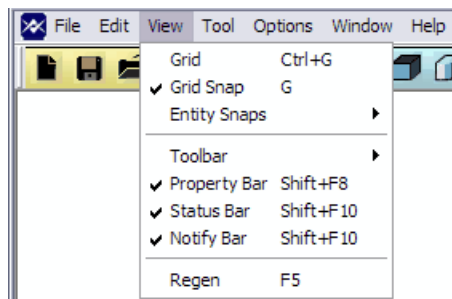 File Edit View Tool Options Window Help
Grid Ctrl+G
Grid Snap G
Entity Snaps
Toolbar
Property Bar Shift+F8
Status Bar Shift+F10
Notify Bar Shift+F10
Regen F5